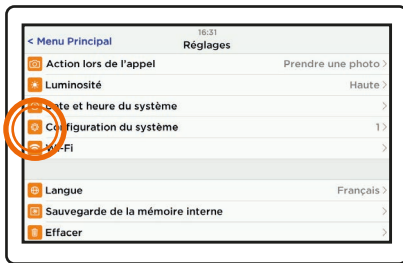 16:31
< Menu Principal
Réglages
Action lors de l'appel Prendre une photo >
Luminosité Haute >
Date et heure du système >
Configuration du système 1 >
Wi-Fi >
Langue Français >
Sauvegarde de la mémoire interne >
Effacer >